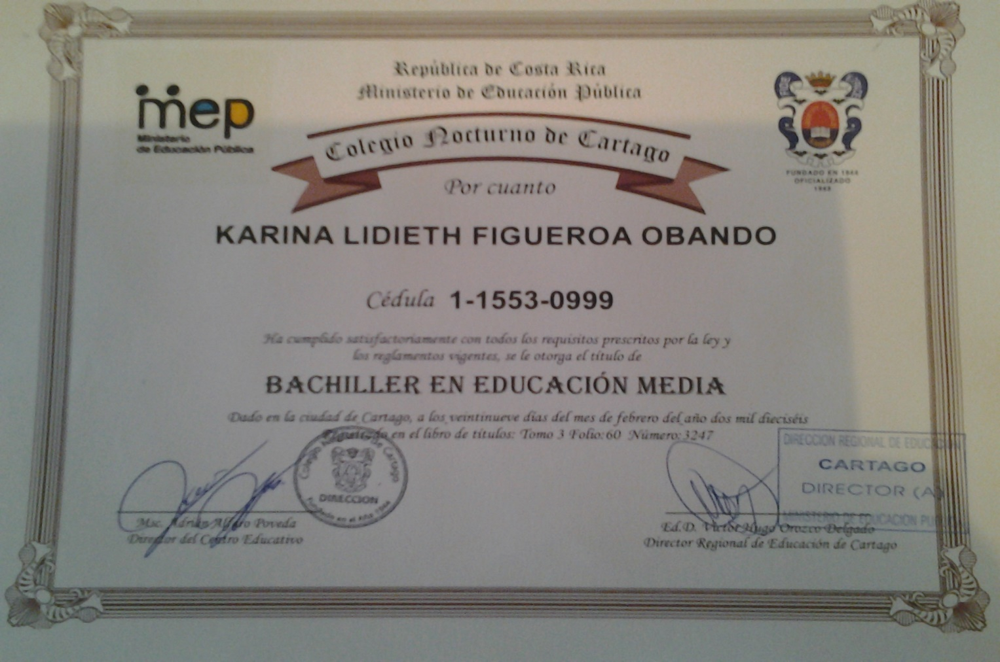 República de Costa Rica
Ministerio de Educación Pública
mep
Ministerio
de Educación Pública
Colegio Nocturno de Cartago
FUNDADO EN 1944
OFICIALIZADO
Por cuanto
KARINA LIDIETH FIGUEROA OBANDO
Cédula 1-1553-0999
Ha cumplido satisfactoriamente con todos los requisitos prescritos por la ley y
los reglamentos vigentes, se le otorga el título de
BACHILLER EN EDUCACIÓN MEDIA
Dado en la ciudad de Cartago, a los veintinueve días del mes de febrero del año dos mil dieciséis
Registrado en el libro de títulos: Tomo 3 Folio:60 Número:3247
Colegio Nocturno de Cartago
DIRECCION
Fundado en el Año 1944
DIRECCION REGIONAL DE EDUCACION
CARTAGO
DIRECTOR (A)
MINISTERIO DE EDUCACION
Msc. Adrián Alfaro Poveda
Director del Centro Educativo
Ed.D. Víctor Hugo Orozco Delgado
Director Regional de Educación de Cartago